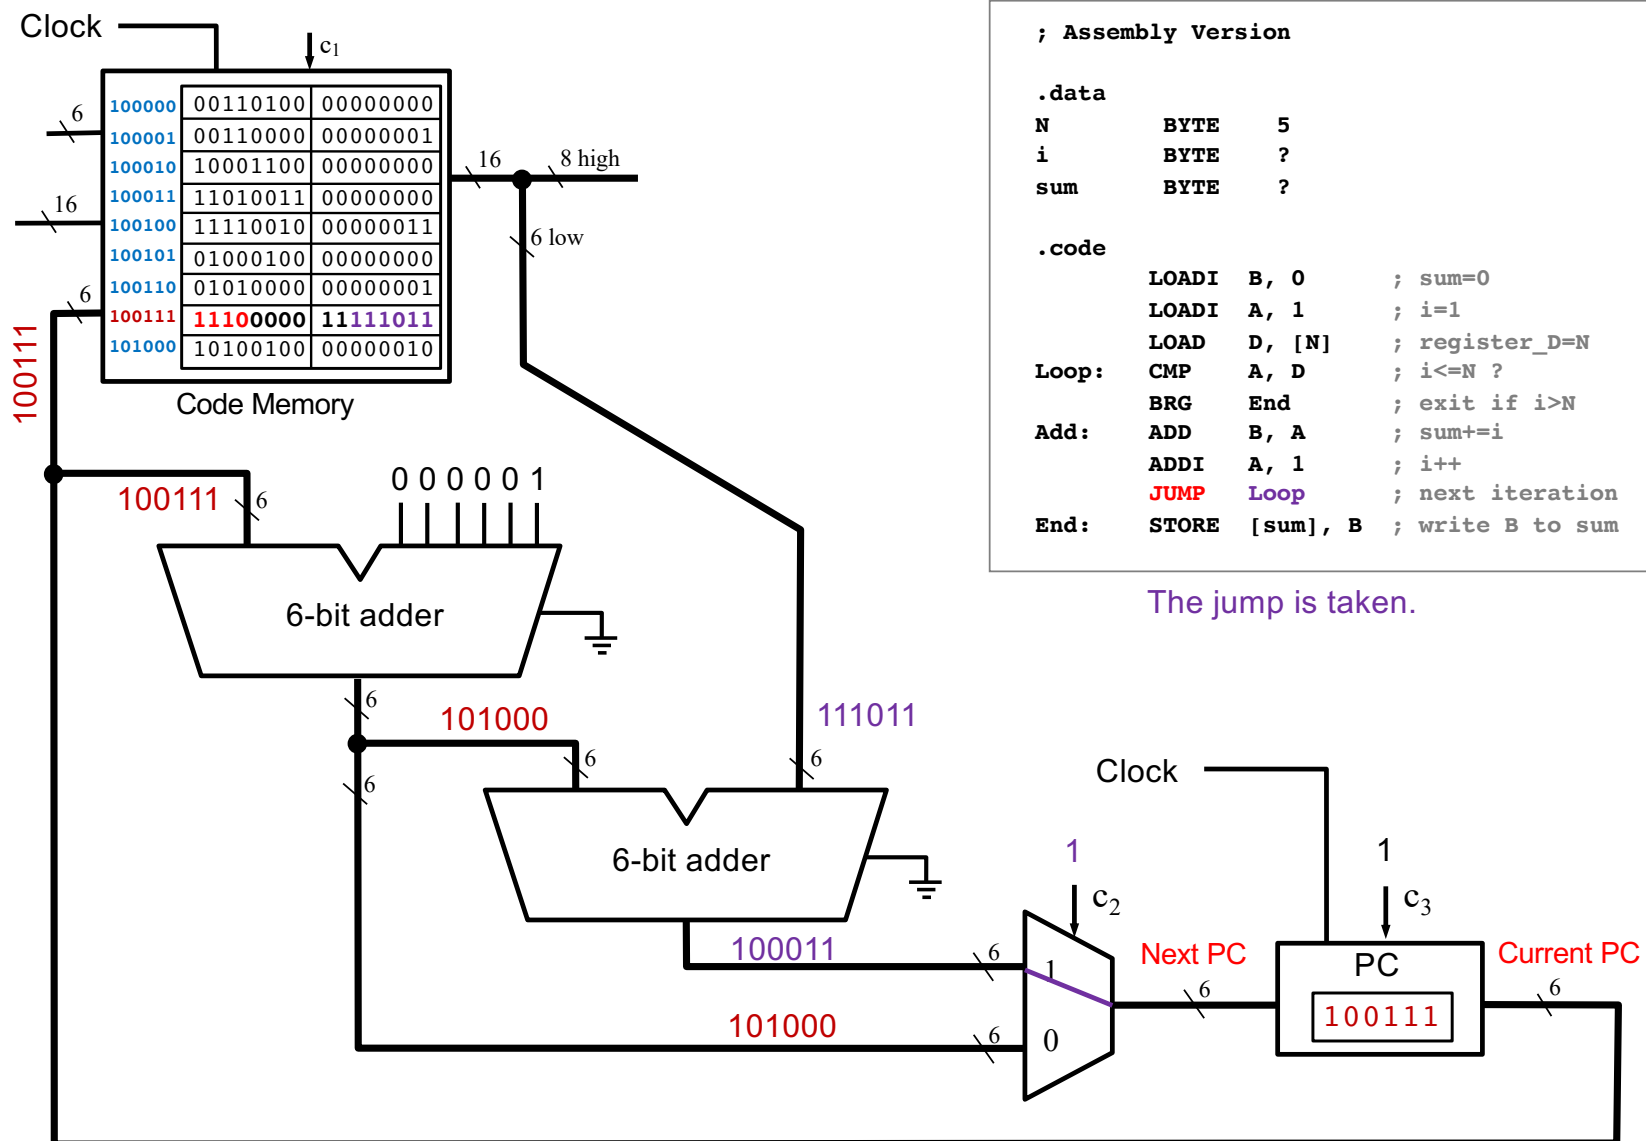 Clock
c1
6
16
6
100000 00110100 00000000
100001 00110000 00000001
100010 10001100 00000000
100011 11010011 00000000
100100 11110010 00000011
100101 01000100 00000000
100110 01010000 00000001
100111 11100000 11111011
101000 10100100 00000010
Code Memory
16
8 high
6 low
100111
; Assembly Version
.data
N BYTE 5
i BYTE ?
sum BYTE ?
.code
LOADI B, 0 ; sum=0
LOADI A, 1 ; i=1
LOAD D, [N] ; register_D=N
Loop: CMP A, D ; i<=N ?
BRG End ; exit if i>N
Add: ADD B, A ; sum+=i
ADDI A, 1 ; i++
JUMP Loop ; next iteration
End: STORE [sum], B ; write B to sum
The jump is taken.
100111
6
0 0 0 0 0 1
6-bit adder
6
101000
6
6
111011
6
6-bit adder
100011
6
101000
6
1
c2
1
0
Next PC
6
Clock
1
c3
PC
100111
Current PC
6